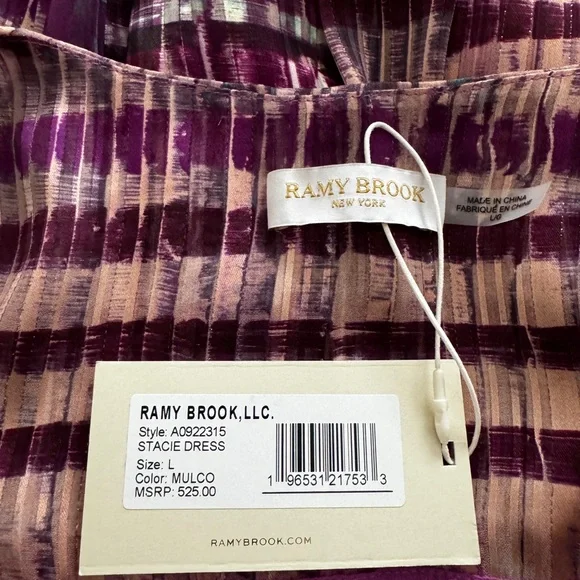 RAMY BROOK
NEW YORK
MADE IN CHINA
FABRIQUÉ EN CHINE
L/G
RAMY BROOK,LLC.
Style: A0922315
STACIE DRESS
Size: L
Color: MULCO
MSRP: 525.00
1 96531 21753 3
RAMYBROOK.COM